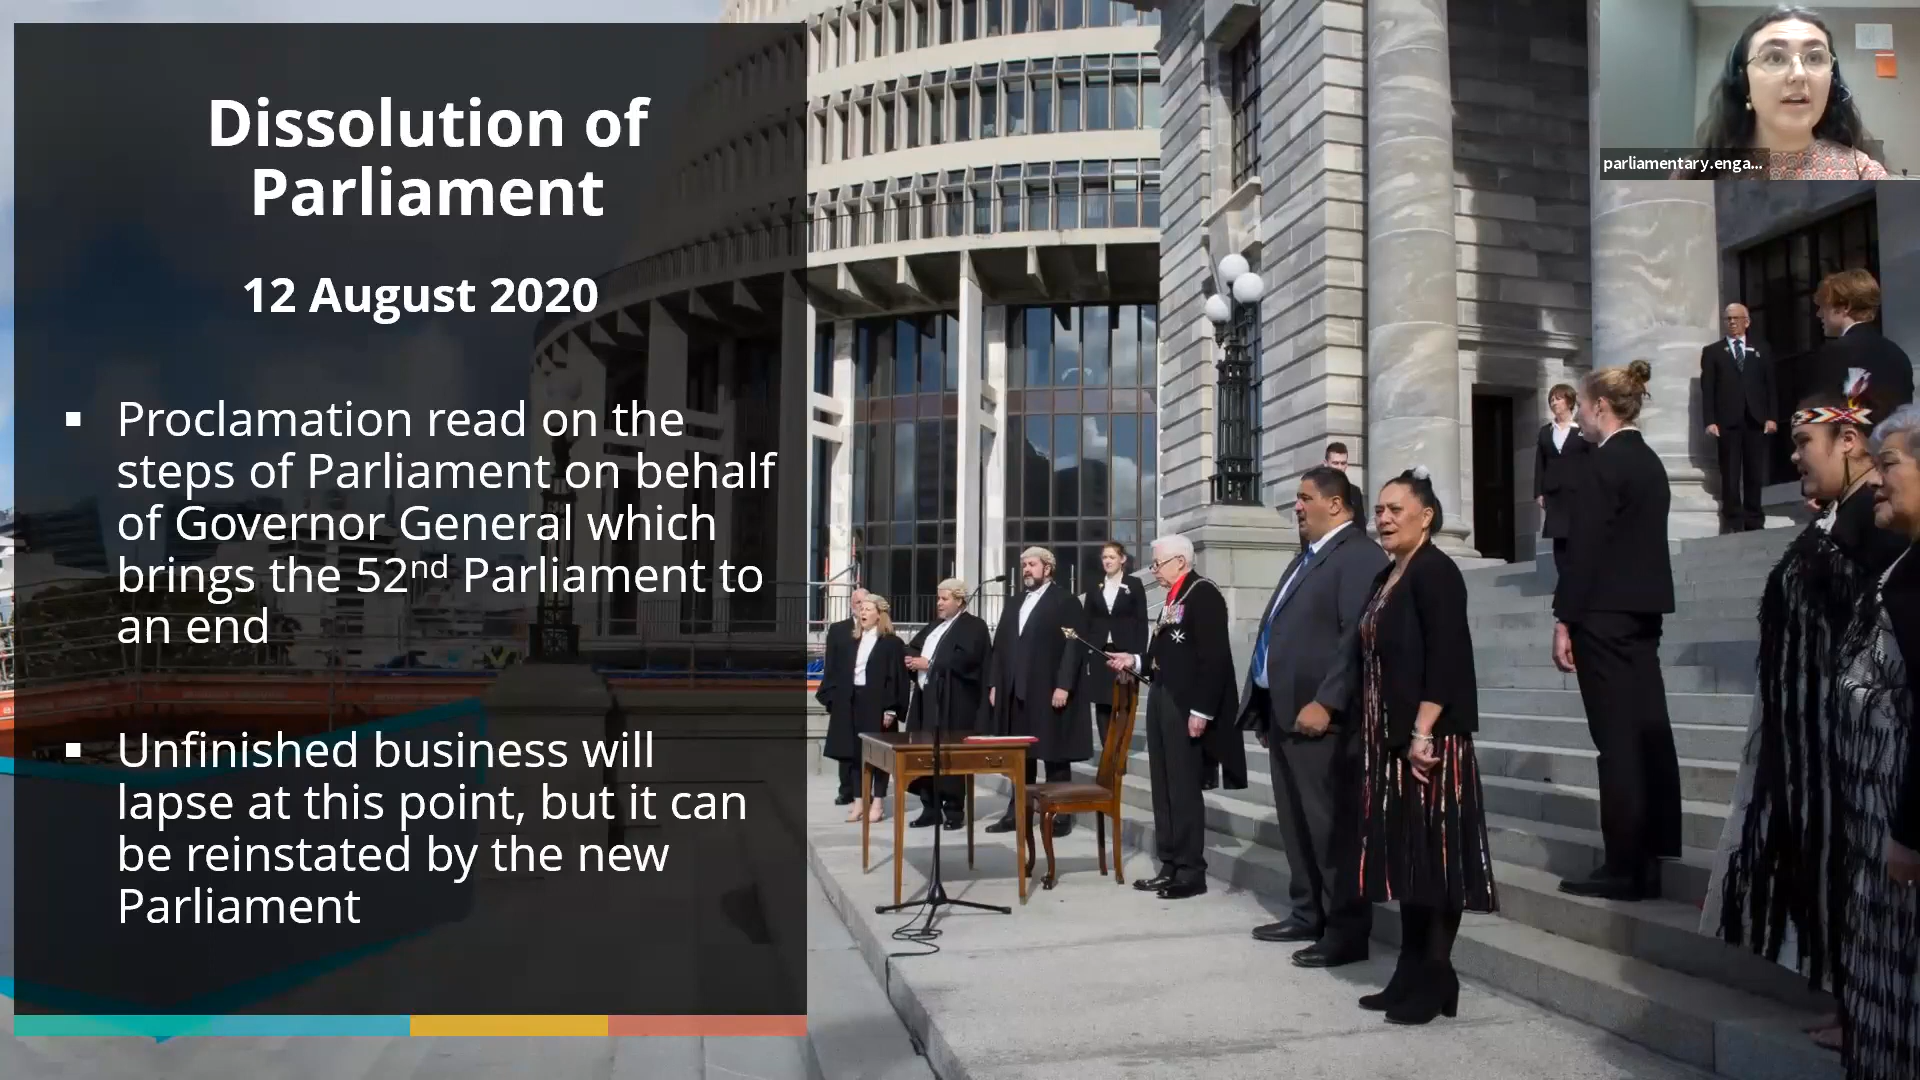 Dissolution of
Parliament
12 August 2020
▪ Proclamation read on the
steps of Parliament on behalf
of Governor General which
brings the 52nd Parliament to
an end
▪ Unfinished business will
lapse at this point, but it can
be reinstated by the new
Parliament
parliamentary.enga...